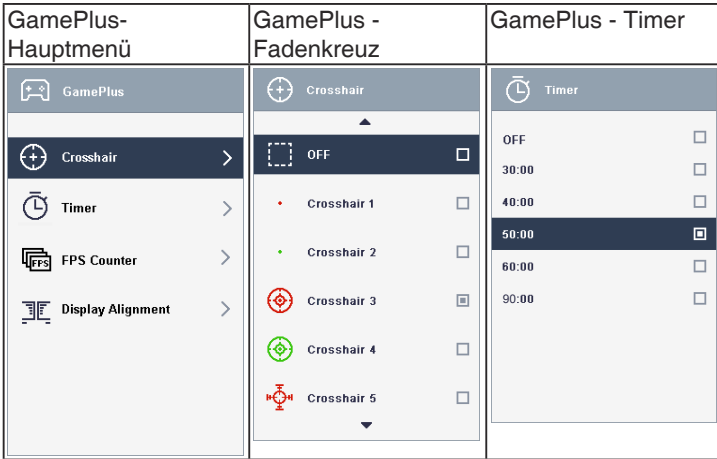 GamePlus-
Hauptmenü
GamePlus -
Fadenkreuz
GamePlus - Timer
GamePlus
Crosshair
Timer
FPS Counter
FPS
Display Alignment
Crosshair
OFF
Crosshair 1
Crosshair 2
Crosshair 3
Crosshair 4
Crosshair 5
Timer
OFF
30:00
40:00
50:00
60:00
90:00